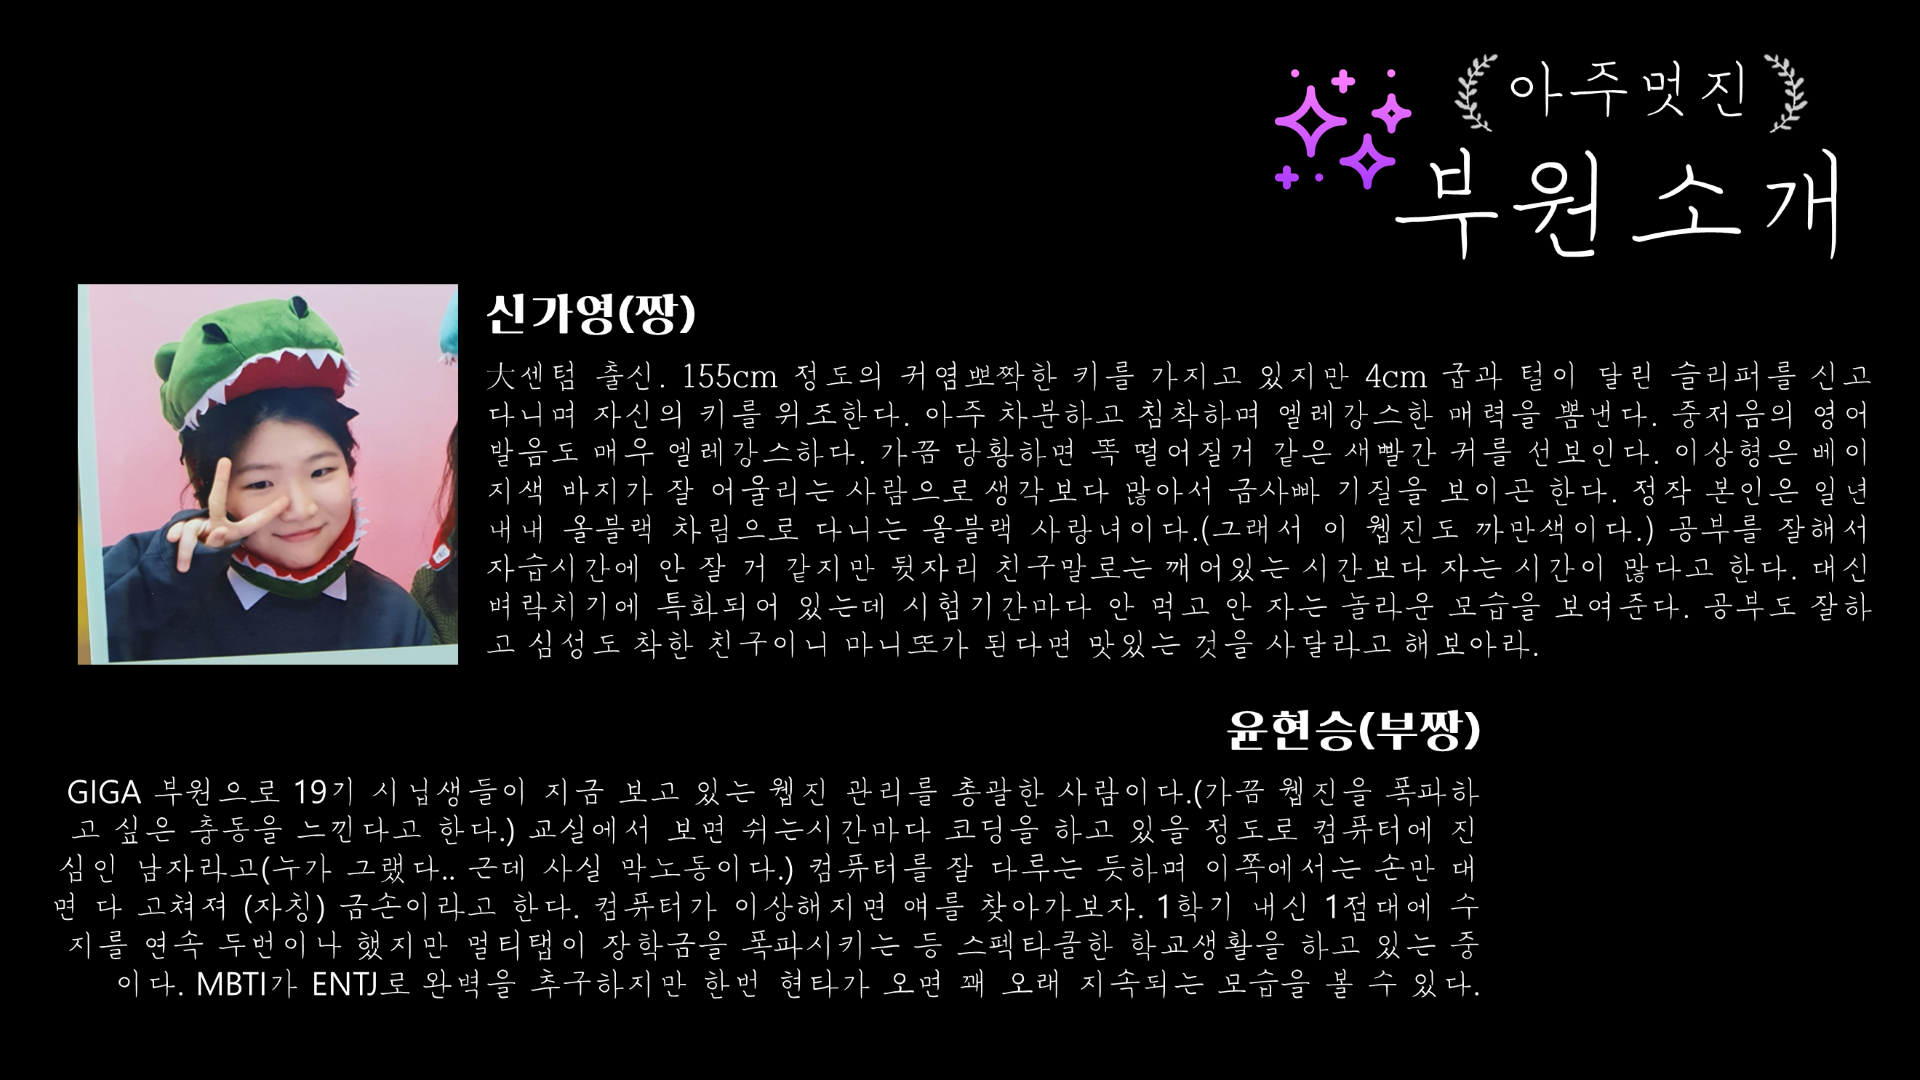 아주멋진
부원 소개
신가영(짱)
大센텀 출신. 155cm 정도의 커염뽀짝한 키를 가지고 있지만 4cm 굽과 털이 달린 슬리퍼를 신고
다니며 자신의 키를 위조한다. 아주 차분하고 침착하며 엘레강스한 매력을 뽐낸다. 중저음의 영어
발음도 매우 엘레강스하다. 가끔 당황하면 똑 떨어질거 같은 새빨간 커를 선보인다. 이상형은 베이
지색 바지가 잘 어울리는 사람으로 생각보다 많아서 금사빠 기질을 보이곤 한다. 정작 본인은 일년
내내 올블랙 차림으로 다니는 올블랙 사랑녀이다.(그래서 이 웹진도 까만색이다.) 공부를 잘해서
자습시간에 안 잘 거 같지만 뒷자리 친구말로는 깨어있는 시간보다 자는 시간이 많다고 한다. 대신
벼락치기에 특화되어 있는데 시험기간마다 안 먹고 안 자는 놀라운 모습을 보여준다. 공부도 잘하
고 심성도 착한 친구이니 마니또가 된다면 맛있는 것을 사달라고 해보아라.
윤현승(부짱)
GIGA 부원으로 19기 시닙생들이 지금 보고 있는 웹진 관리를 총괄한 사람이다.(가끔 웹진을 폭파하
고 싶은 충동을 느낀다고 한다.) 교실에서 보면 쉬는시간마다 코딩을 하고 있을 정도로 컴퓨터에 진
심인 남자라고(누가 그랬다.. 근데 사실 막노동이다.) 컴퓨터를 잘 다루는 듯하며 이쪽에서는 손만 대
면 다 고쳐져 (자칭) 금손이라고 한다. 컴퓨터가 이상해지면 얘를 찾아가보자. 1학기 내신 1점대에 수
지를 연속 두번이나 했지만 멀티탭이 장학금을 폭파시키는 등 스펙타클한 학교생활을 하고 있는 중
이다. MBTI가 ENTJ로 완벽을 추구하지만 한번 현타가 오면 꽤 오래 지속되는 모습을 볼 수 있다.